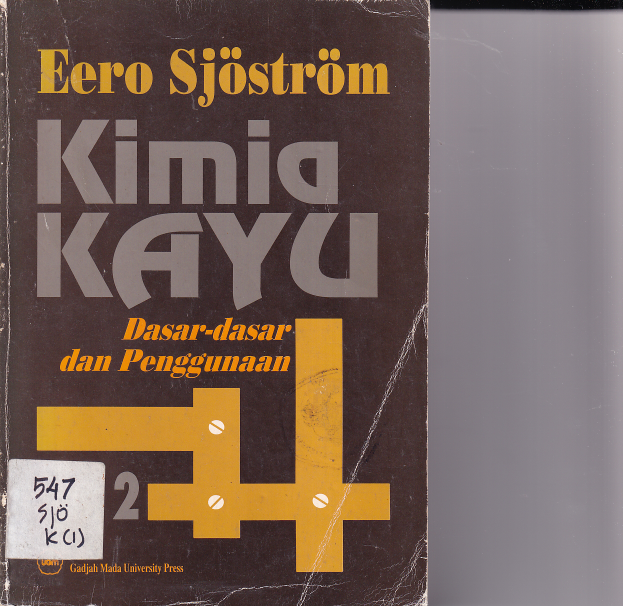 Eero Sjöström
Kimia
KAYU
Dasar-dasar
dan Penggunaan
547
Sjö
K(1)
2
Gadjah Mada University Press